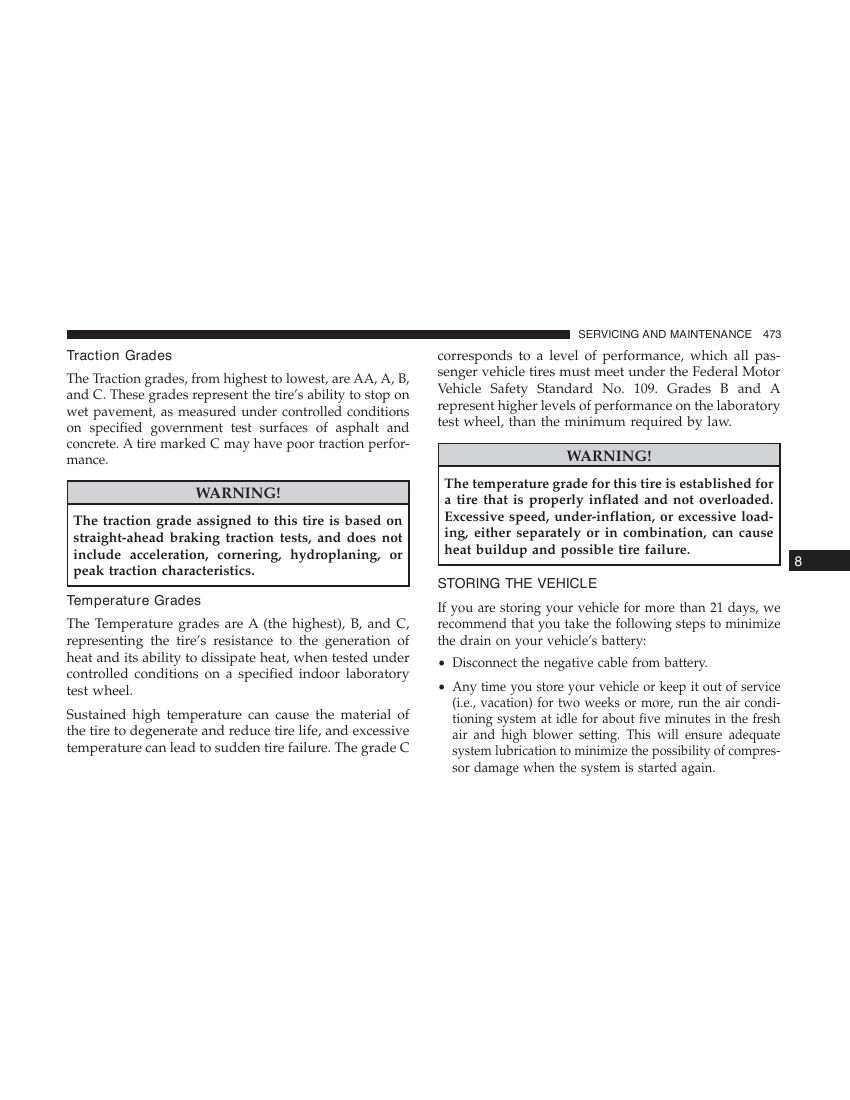 SERVICING AND MAINTENANCE 473
Traction Grades
The Traction grades, from highest to lowest, are AA, A, B,
and C. These grades represent the tire’s ability to stop on
wet pavement, as measured under controlled conditions
on specified government test surfaces of asphalt and
concrete. A tire marked C may have poor traction perfor-
mance.
WARNING!
The traction grade assigned to this tire is based on
straight-ahead braking traction tests, and does not
include acceleration, cornering, hydroplaning, or
peak traction characteristics.
Temperature Grades
The Temperature grades are A (the highest), B, and C,
representing the tire’s resistance to the generation of
heat and its ability to dissipate heat, when tested under
controlled conditions on a specified indoor laboratory
test wheel.
Sustained high temperature can cause the material of
the tire to degenerate and reduce tire life, and excessive
temperature can lead to sudden tire failure. The grade C
corresponds to a level of performance, which all pas-
senger vehicle tires must meet under the Federal Motor
Vehicle Safety Standard No. 109. Grades B and A
represent higher levels of performance on the laboratory
test wheel, than the minimum required by law.
WARNING!
The temperature grade for this tire is established for
a tire that is properly inflated and not overloaded.
Excessive speed, under-inflation, or excessive load-
ing, either separately or in combination, can cause
heat buildup and possible tire failure.
STORING THE VEHICLE
If you are storing your vehicle for more than 21 days, we
recommend that you take the following steps to minimize
the drain on your vehicle’s battery:
• Disconnect the negative cable from battery.
• Any time you store your vehicle or keep it out of service
(i.e., vacation) for two weeks or more, run the air condi-
tioning system at idle for about five minutes in the fresh
air and high blower setting. This will ensure adequate
system lubrication to minimize the possibility of compres-
sor damage when the system is started again.
8